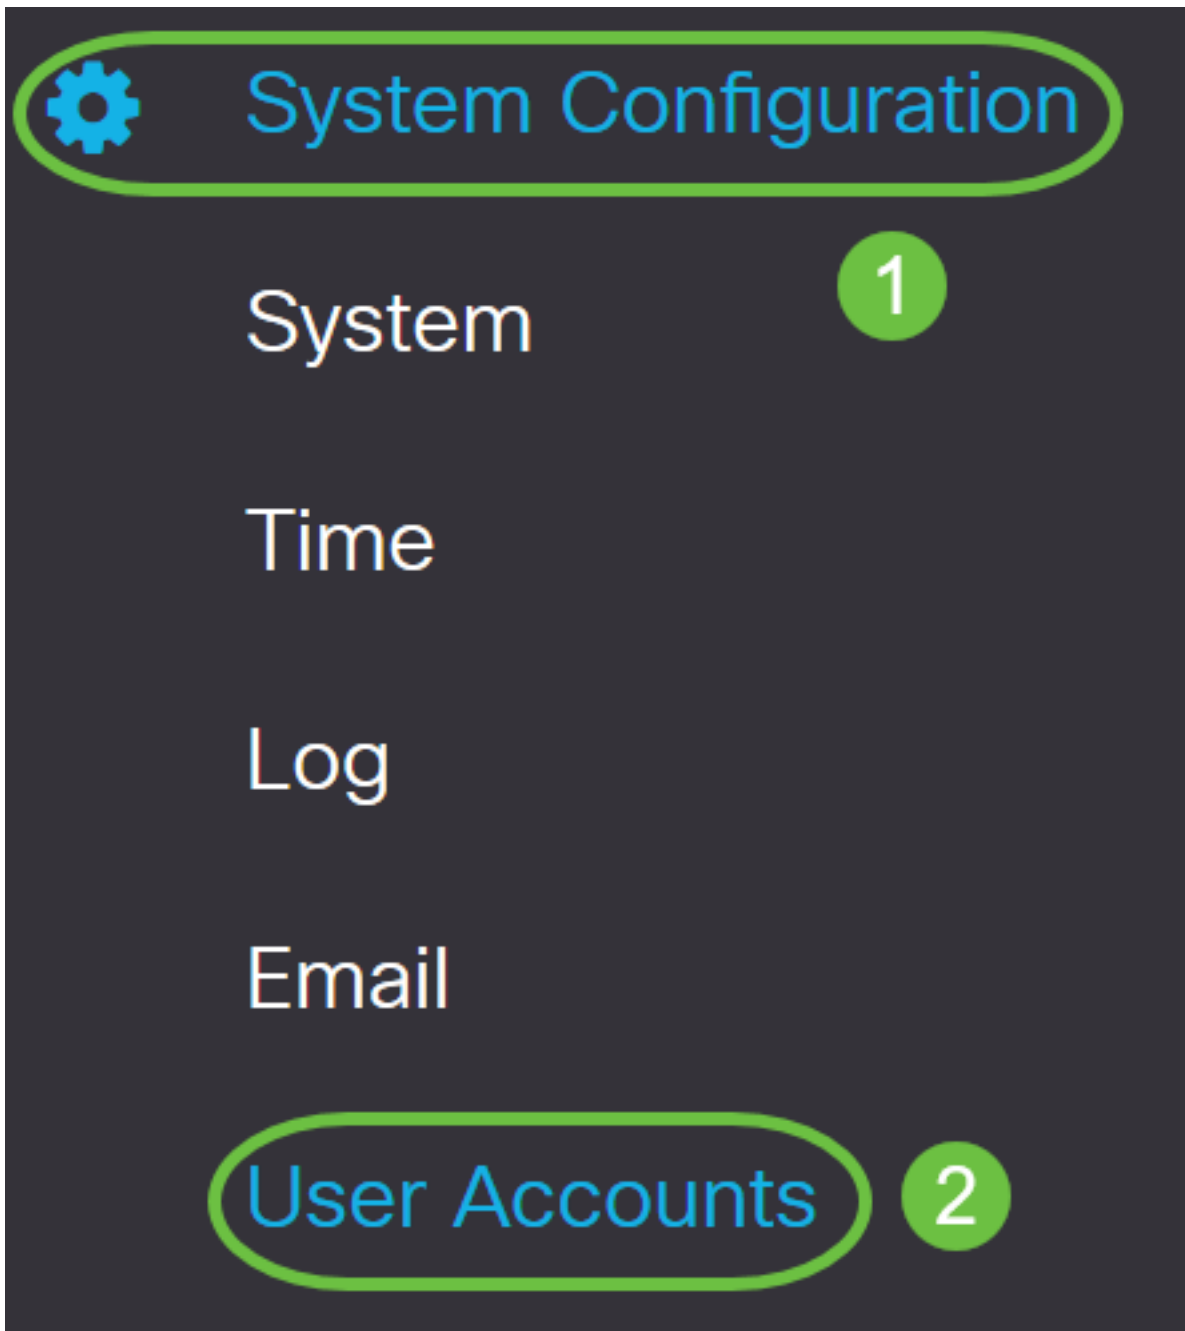 System Configuration
1
System
Time
Log
Email
User Accounts
2